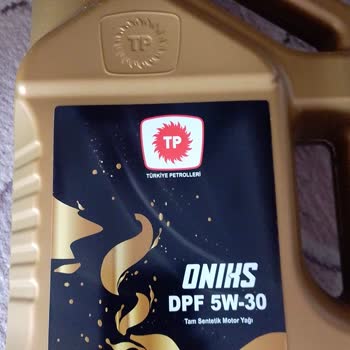 TP
TP
TÜRKİYE PETROLLERİ
ONIKS
DPF 5W-30
Tam Sentetik Motor Yağı